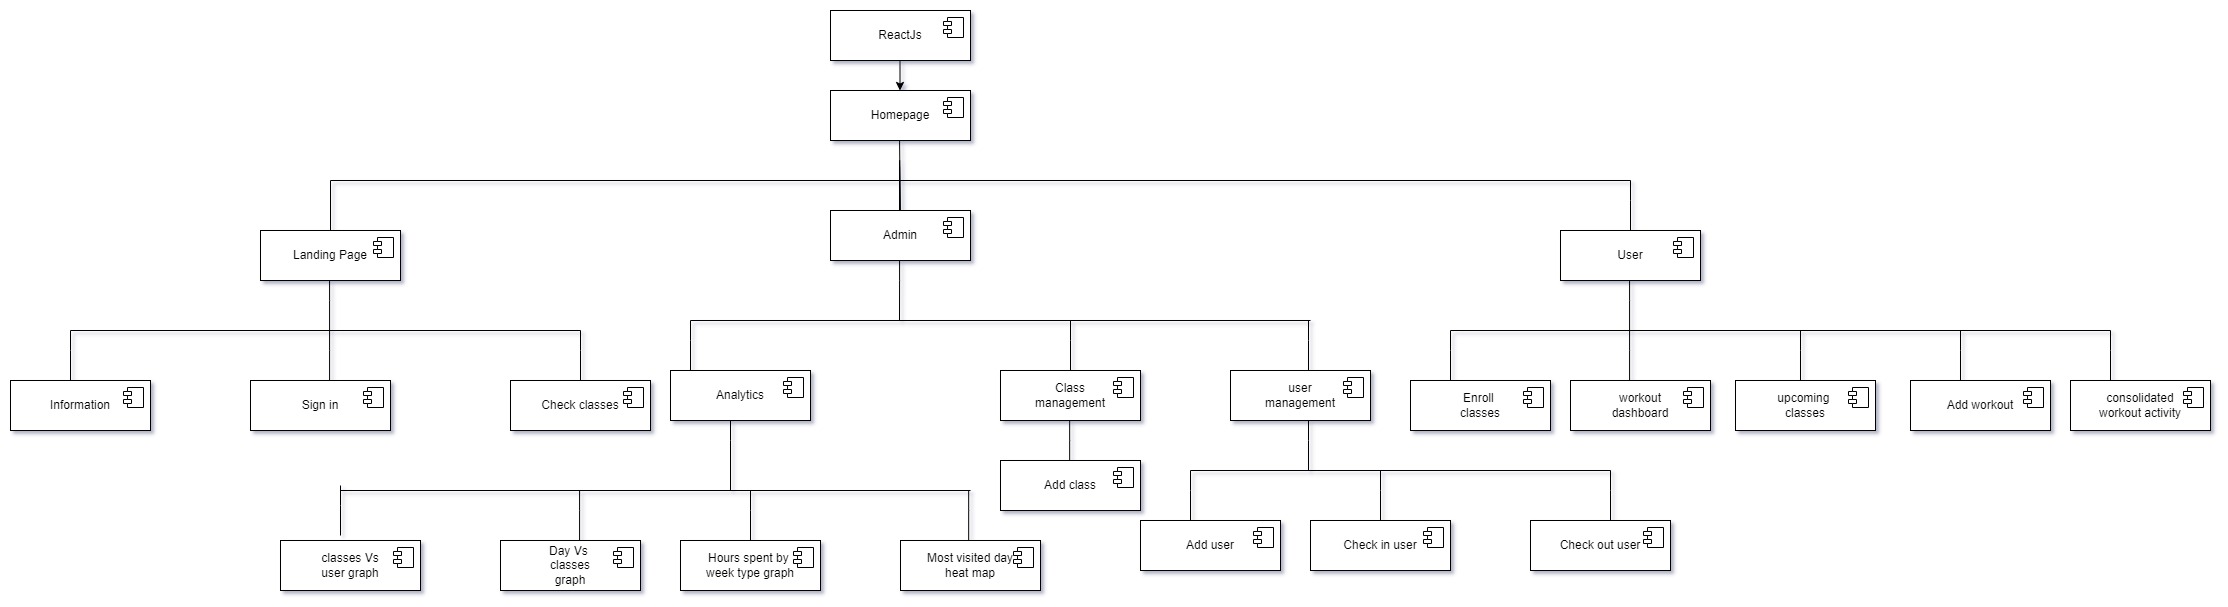 ReactJs
Homepage
Landing Page
Admin
User
Information
Sign in
Check classes
Analytics
Class
management
user
management
Enroll
classes
workout
dashboard
upcoming
classes
Add workout
consolidated
workout activity
Add class
classes Vs
user graph
Day Vs
classes
graph
Hours spent by
week type graph
Most visited day
heat map
Add user
Check in user
Check out user